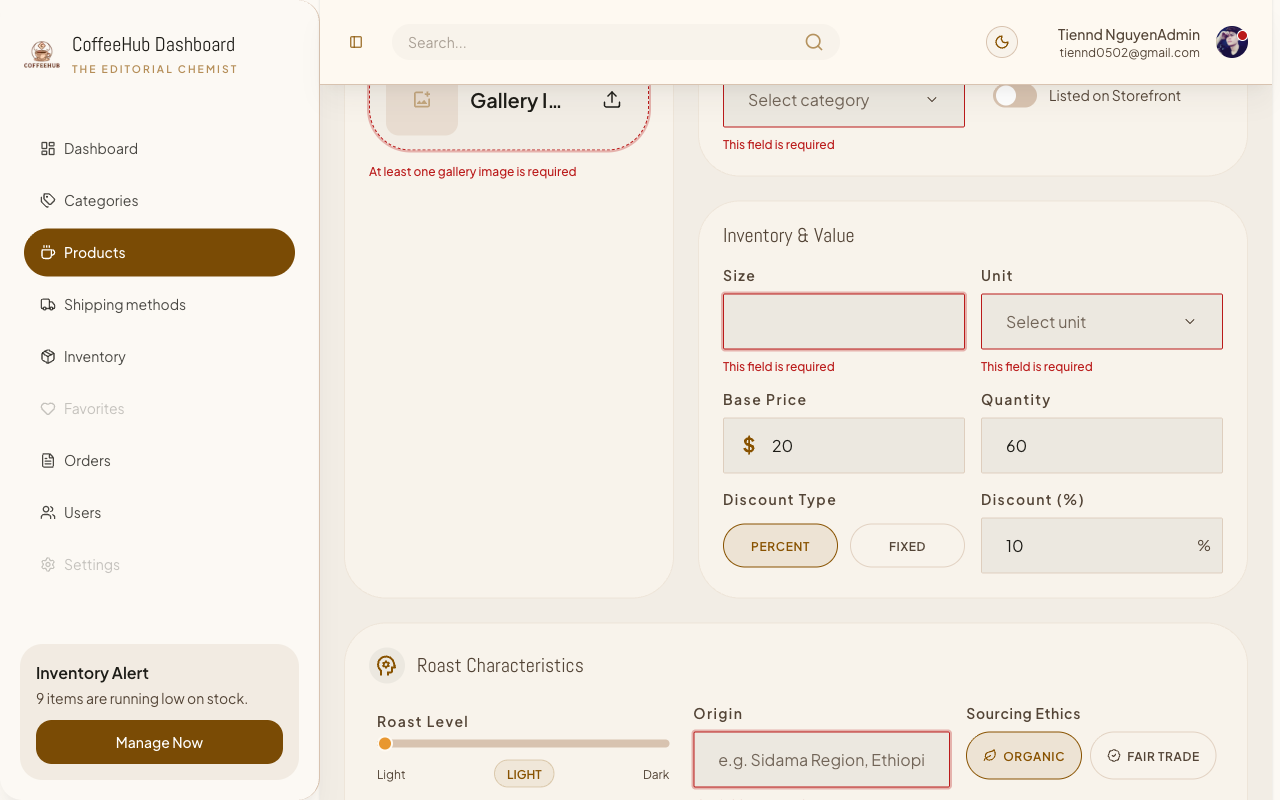 CoffeeHub Dashboard
THE EDITORIAL CHEMIST
COFFEEHUB
Dashboard
Categories
Products
Shipping methods
Inventory
Favorites
Orders
Users
Settings
Inventory Alert
9 items are running low on stock.
Manage Now
Search...
Tiennd NguyenAdmin
tiennd0502@gmail.com
Gallery I...
At least one gallery image is required
Select category
This field is required
Listed on Storefront
Inventory & Value
Size
Unit
Select unit
This field is required
This field is required
Base Price
Quantity
$ 20
60
Discount Type
Discount (%)
PERCENT
FIXED
10 %
Roast Characteristics
Roast Level
Light
LIGHT
Dark
Origin
e.g. Sidama Region, Ethiopi
Sourcing Ethics
ORGANIC
FAIR TRADE